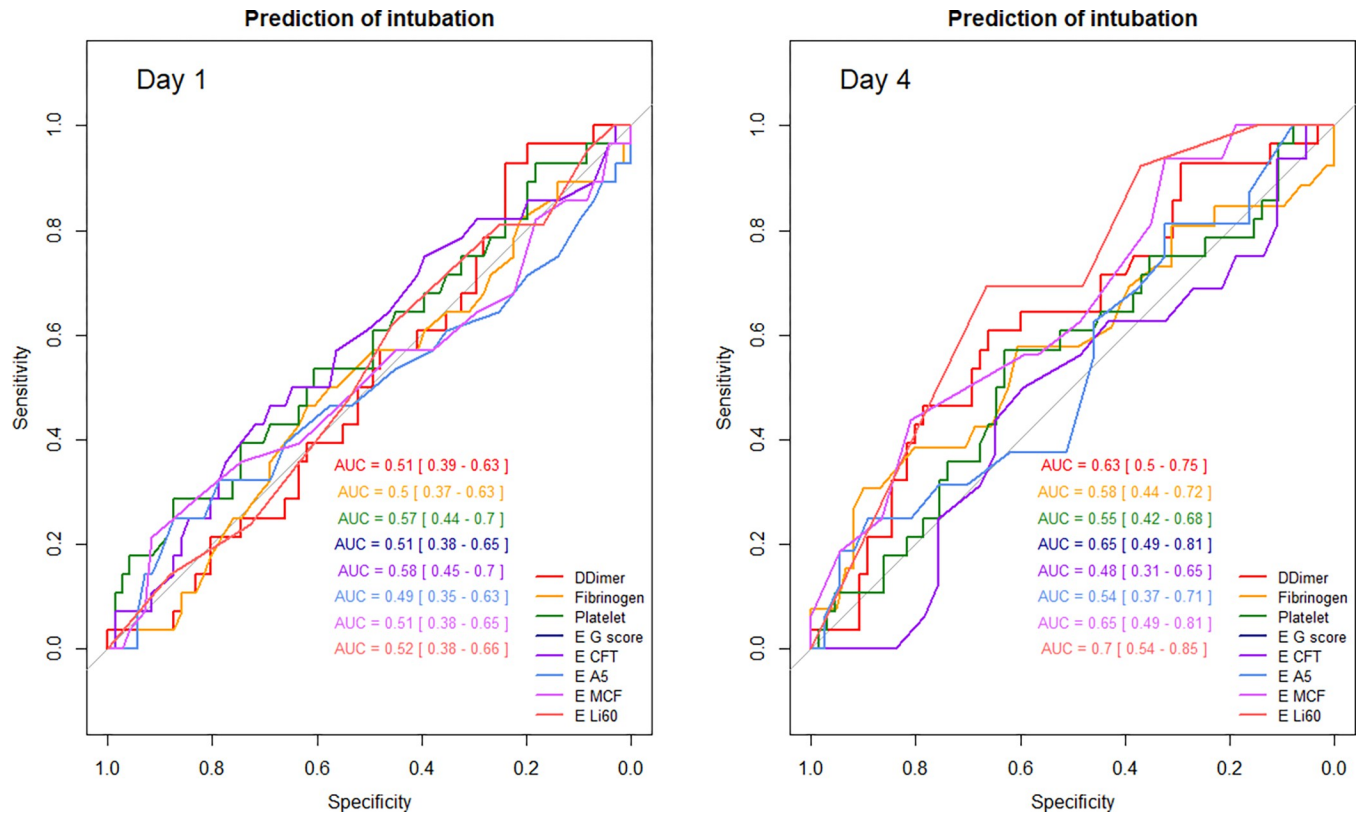 Prediction of intubation
Day 1
1.0
0.8
0.6
0.4
0.2
0.0
Sensitivity
AUC = 0.51 [ 0.39 - 0.63 ]
AUC = 0.5 [ 0.37 - 0.63 ]
AUC = 0.57 [ 0.44 - 0.7 ]
AUC = 0.51 [ 0.38 - 0.65 ]
AUC = 0.58 [ 0.45 - 0.7 ]
AUC = 0.49 [ 0.35 - 0.63 ]
AUC = 0.51 [ 0.38 - 0.65 ]
AUC = 0.52 [ 0.38 - 0.66 ]
DDimer
Fibrinogen
Platelet
E G score
E CFT
E A5
E MCF
E Li60
1.0 0.8 0.6 0.4 0.2 0.0
Specificity
Prediction of intubation
Day 4
1.0
0.8
0.6
0.4
0.2
0.0
Sensitivity
AUC = 0.63 [ 0.5 - 0.75 ]
AUC = 0.58 [ 0.44 - 0.72 ]
AUC = 0.55 [ 0.42 - 0.68 ]
AUC = 0.65 [ 0.49 - 0.81 ]
AUC = 0.48 [ 0.31 - 0.65 ]
AUC = 0.54 [ 0.37 - 0.71 ]
AUC = 0.65 [ 0.49 - 0.81 ]
AUC = 0.7 [ 0.54 - 0.85 ]
DDimer
Fibrinogen
Platelet
E G score
E CFT
E A5
E MCF
E Li60
1.0 0.8 0.6 0.4 0.2 0.0
Specificity